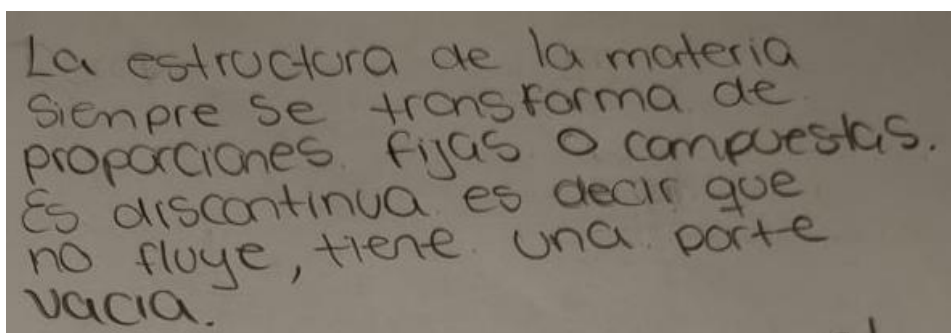 La estructura de la materia
siempre se transforma de
proporciones fijas o compuestas.
Es discontinua es decir que
no fluye, tiene una parte
vacia.